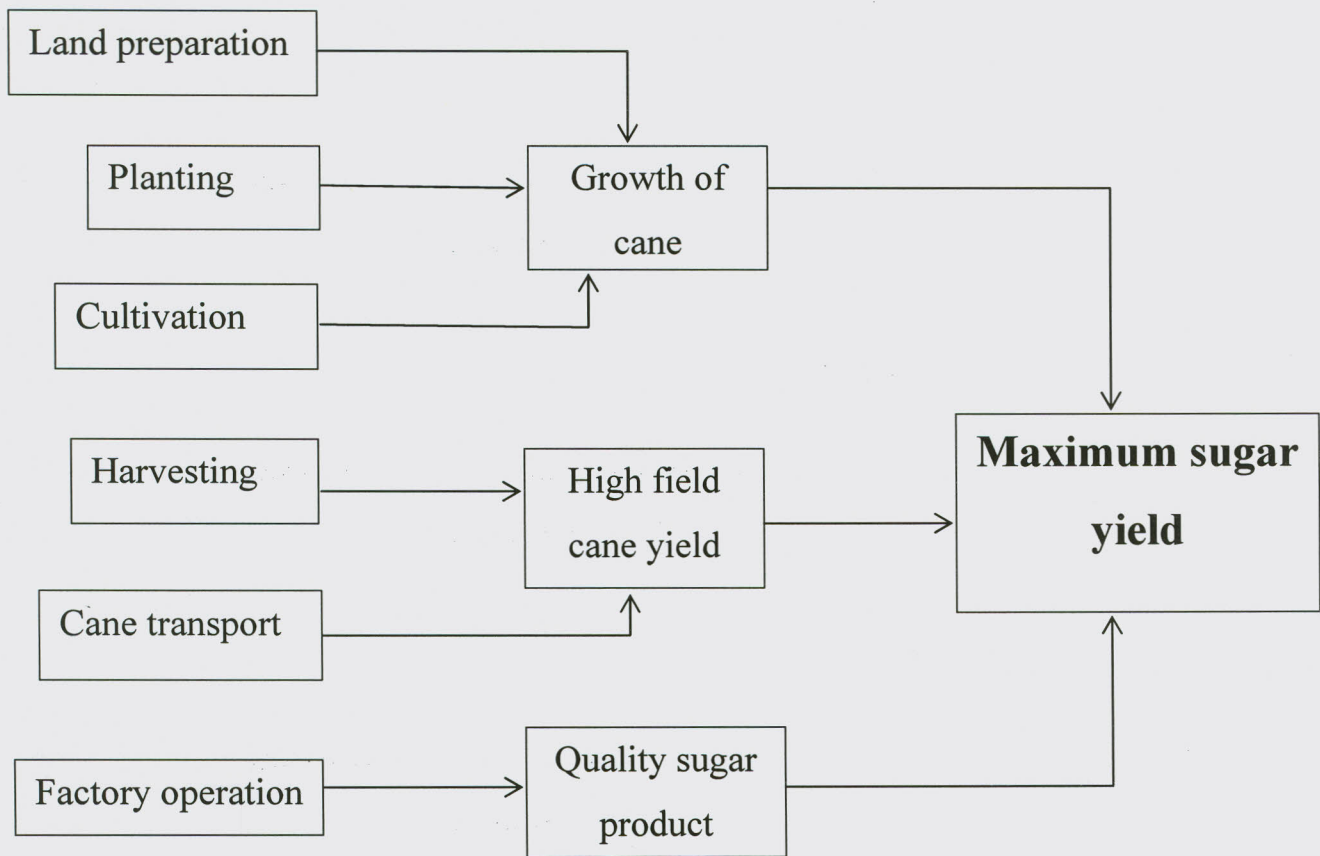 Land preparation
Planting
Growth of
cane
Cultivation
Harvesting
High field
cane yield
Maximum sugar
yield
Cane transport
Factory operation
Quality sugar
product